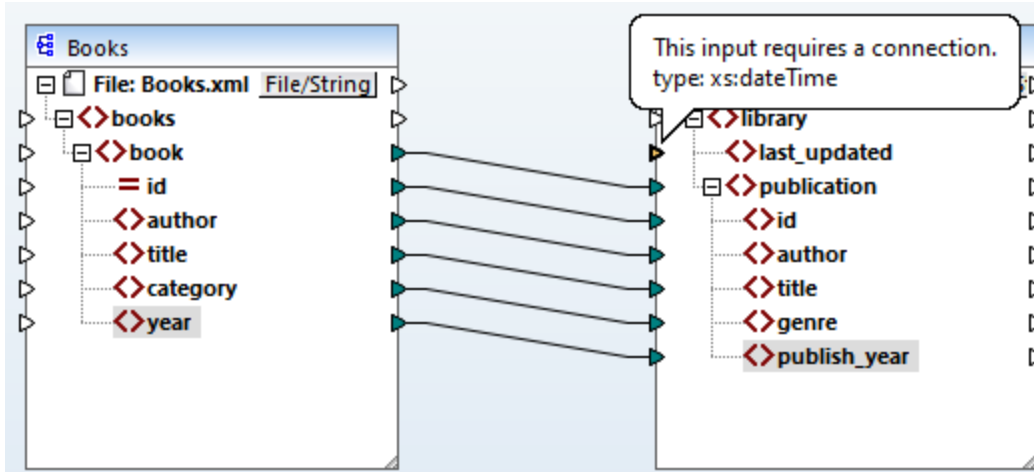 Books
File: Books.xml File/String
books
book
id
author
title
category
year
This input requires a connection.
type: xs:dateTime
library
last_updated
publication
id
author
title
genre
publish_year